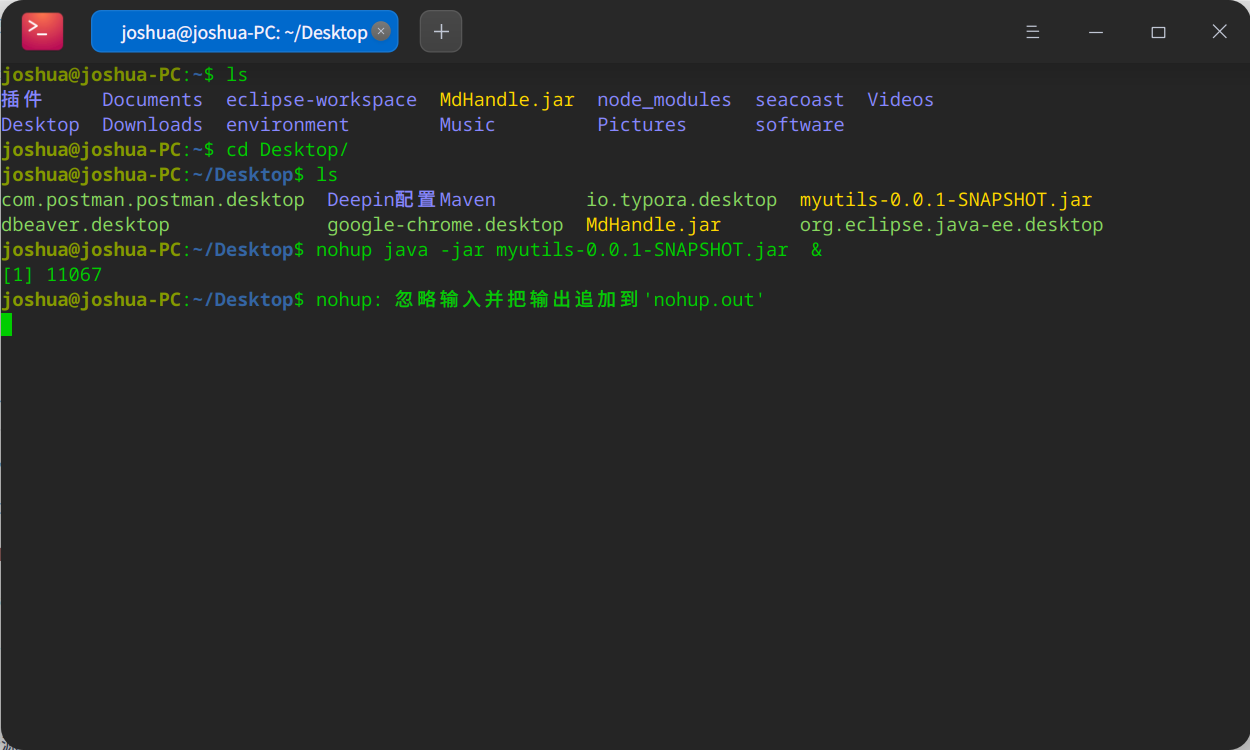 joshua@joshua-PC: ~/Desktop
joshua@joshua-PC:~$ ls
插件 Documents eclipse-workspace MdHandle.jar node_modules seacoast Videos
Desktop Downloads environment Music Pictures software
joshua@joshua-PC:~$ cd Desktop/
joshua@joshua-PC:~/Desktop$ ls
com.postman.postman.desktop Deepin配置Maven io.typora.desktop myutils-0.0.1-SNAPSHOT.jar
dbeaver.desktop google-chrome.desktop MdHandle.jar org.eclipse.java-ee.desktop
joshua@joshua-PC:~/Desktop$ nohup java -jar myutils-0.0.1-SNAPSHOT.jar  &
[1] 11067
joshua@joshua-PC:~/Desktop$ nohup: 忽略输入并把输出追加到'nohup.out'